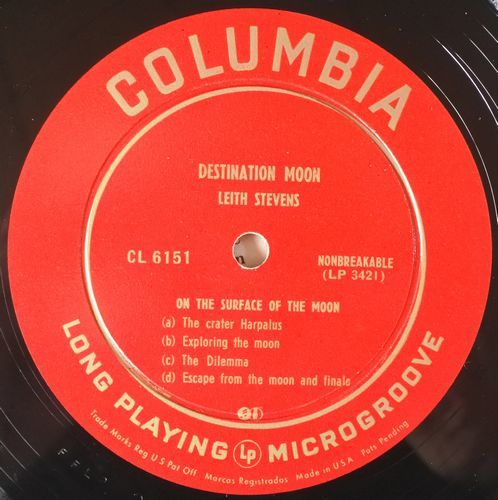 COLUMBIA
DESTINATION MOON
LEITH STEVENS
CL 6151
NONBREAKABLE
(LP 3421)
ON THE SURFACE OF THE MOON
(a) The crater Harpalus
(b) Exploring the moon
(c) The Dilemma
(d) Escape from the moon and finale
LONG PLAYING Lp MICROGROOVE
Trade Marks Reg U S Pat Off Marcas Registradas Made in U.S.A. Pats Pending